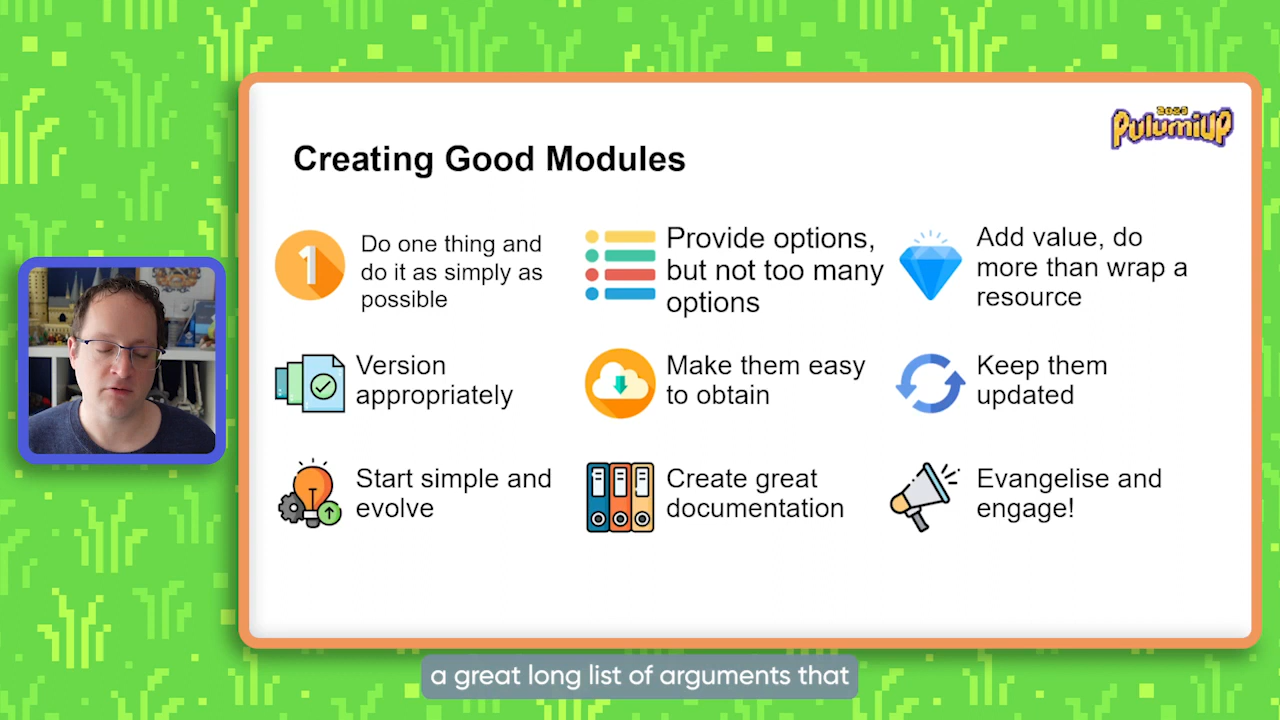 2023
PulumiUP
Creating Good Modules
1
Do one thing and
do it as simply as
possible
Provide options,
but not too many
options
Add value, do
more than wrap a
resource
Version
appropriately
Make them easy
to obtain
Keep them
updated
Start simple and
evolve
Create great
documentation
Evangelise and
engage!
a great long list of arguments that